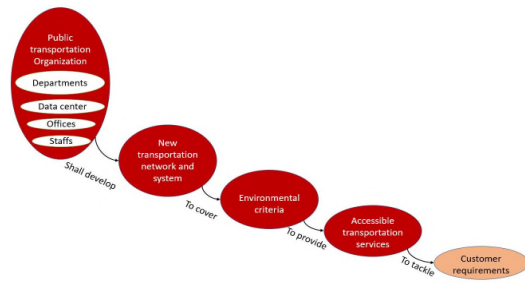 Public
transportation
Organization
Departments
Data center
Offices
Staffs
Shall develop
New
transportation
network and
system
To cover
Environmental
criteria
To provide
Accessible
transportation
services
To tackle
Customer
requirements